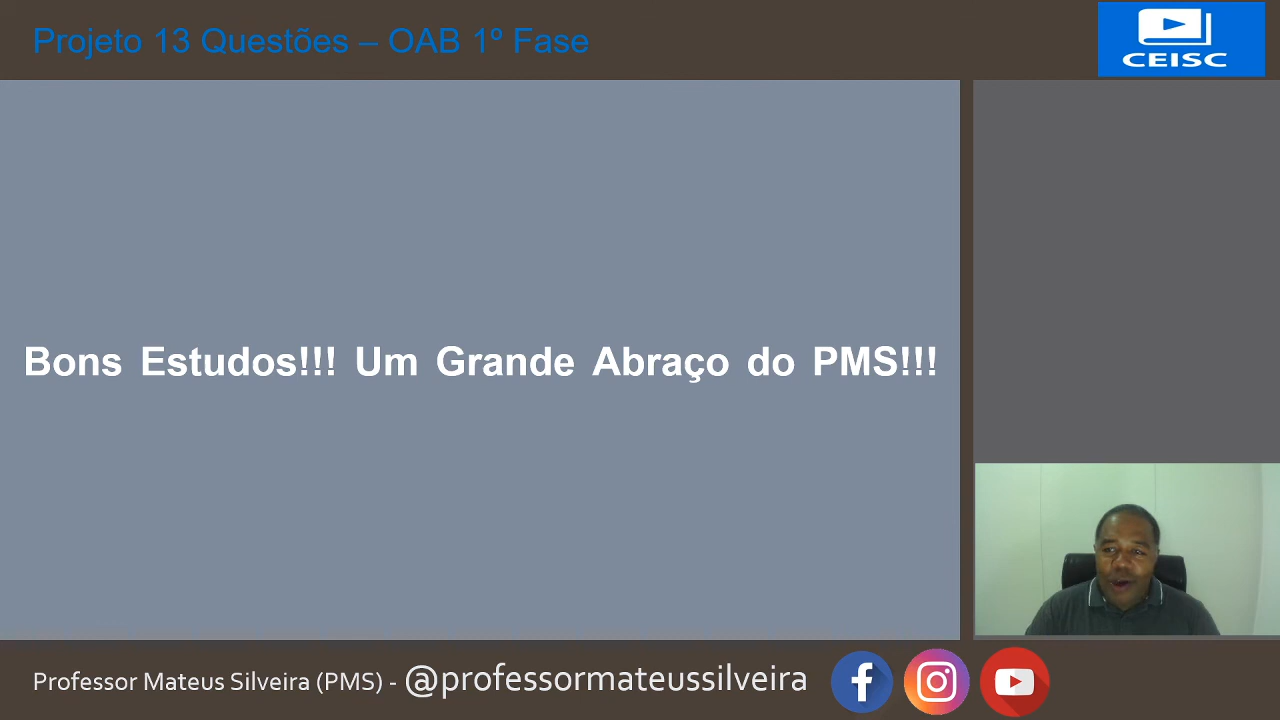 Projeto 13 Questões – OAB 1º Fase
CEISC
Bons Estudos!!! Um Grande Abraço do PMS!!!
Professor Mateus Silveira (PMS) - @professormateussilveira